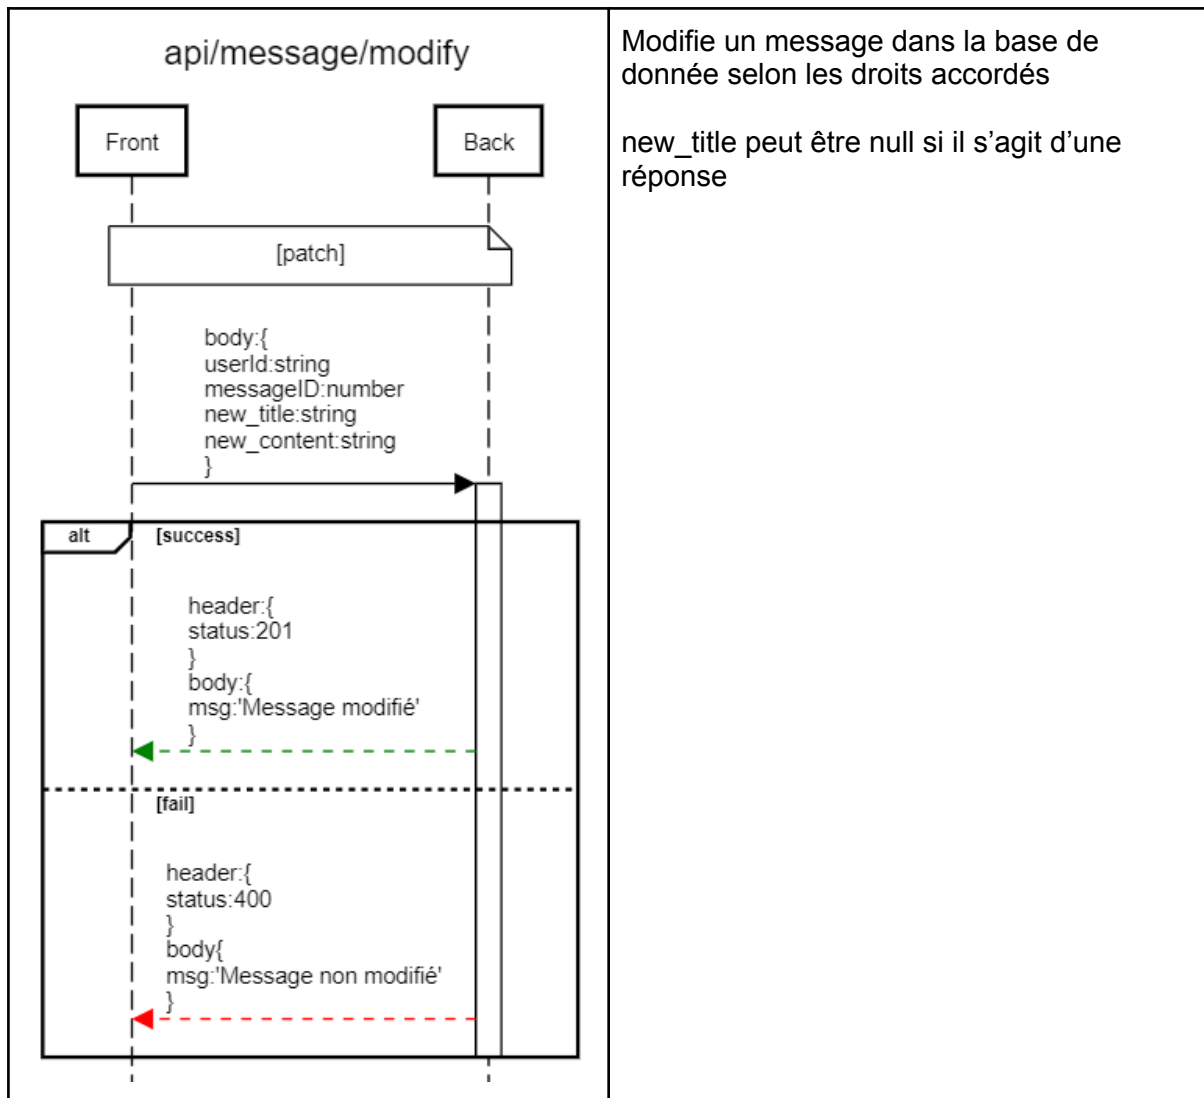 api/message/modify
Front
Back
[patch]
body:{
userId:string
messageID:number
new_title:string
new_content:string
}
alt
[success]
header:{
status:201
}
body:{
msg:'Message modifié'
}
[fail]
header:{
status:400
}
body{
msg:'Message non modifié'
}
Modifie un message dans la base de
donnée selon les droits accordés
new_title peut être null si il s’agit d’une
réponse